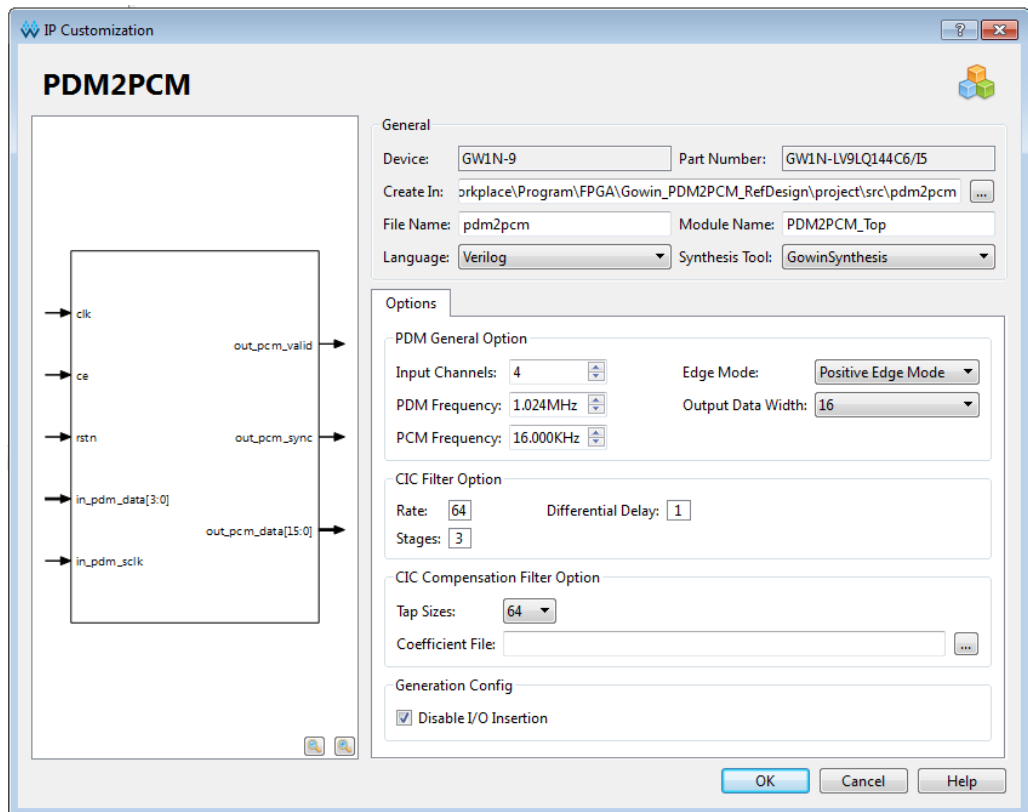 IP Customization
PDM2PCM
General
Device: GW1N-9 Part Number: GW1N-LV9LQ144C6/I5
Create In: orkplace\Program\FPGA\Gowin_PDM2PCM_RefDesign\project\src\pdm2pcm ...
File Name: pdm2pcm Module Name: PDM2PCM_Top
Language: Verilog Synthesis Tool: GowinSynthesis
clk
out_pcm_valid
ce
rstn
out_pcm_sync
in_pdm_data[3:0]
out_pcm_data[15:0]
in_pdm_sclk
Options
PDM General Option
Input Channels: 4 Edge Mode: Positive Edge Mode
PDM Frequency: 1.024MHz Output Data Width: 16
PCM Frequency: 16.000KHz
CIC Filter Option
Rate: 64 Differential Delay: 1
Stages: 3
CIC Compensation Filter Option
Tap Sizes: 64
Coefficient File: ...
Generation Config
Disable I/O Insertion
OK Cancel Help